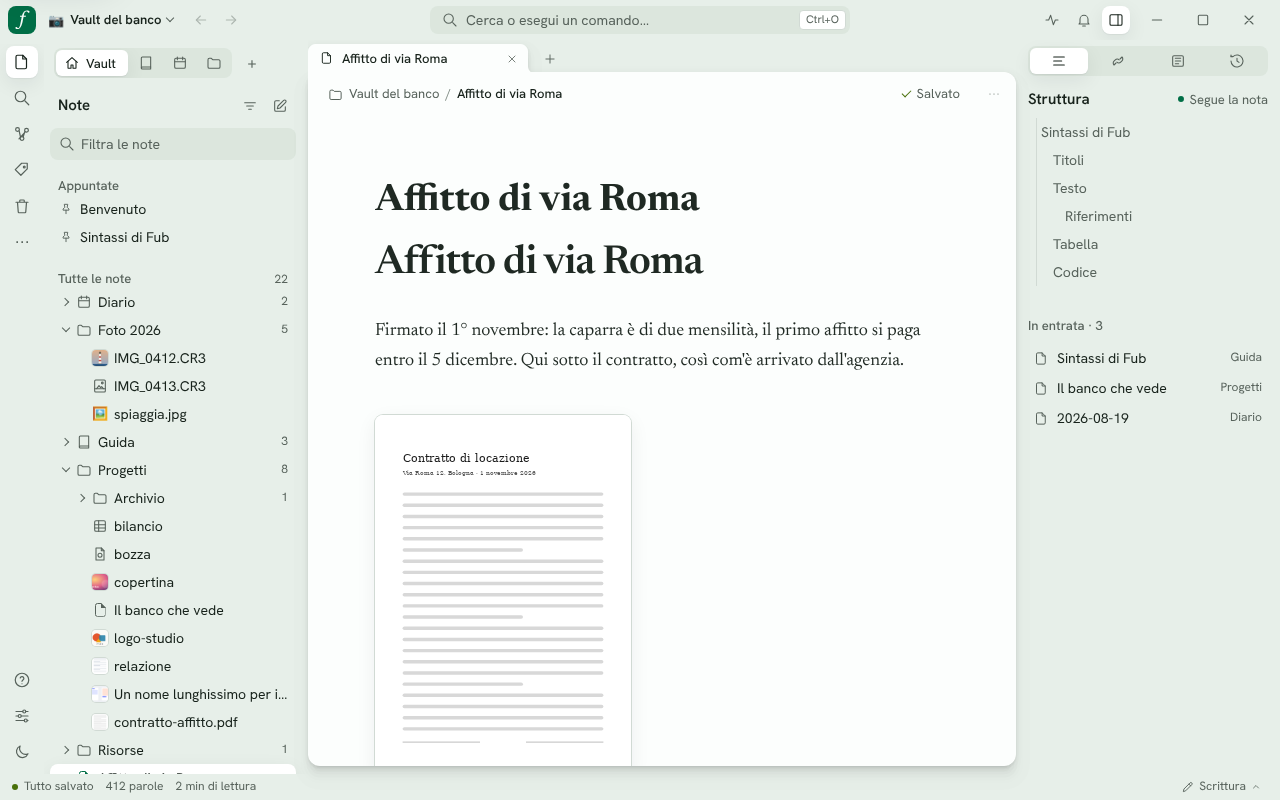 Vault del banco
Cerca o esegui un comando…
Ctrl+O
Vault
Note
Filtra le note
Appuntate
Benvenuto
Sintassi di Fub
Tutte le note 22
Diario 2
Foto 2026 5
IMG_0412.CR3
IMG_0413.CR3
spiaggia.jpg
Guida 3
Progetti 8
Archivio 1
bilancio
bozza
copertina
Il banco che vede
logo-studio
relazione
Un nome lunghissimo per i…
contratto-affitto.pdf
Risorse 1
Affitto di via Roma
Vault del banco / Affitto di via Roma
Salvato
Affitto di via Roma
Affitto di via Roma
Firmato il 1° novembre: la caparra è di due mensilità, il primo affitto si paga
entro il 5 dicembre. Qui sotto il contratto, così com'è arrivato dall'agenzia.
Contratto di locazione
Via Roma 12, Bologna - 1 novembre 2026
Struttura
Segue la nota
Sintassi di Fub
Titoli
Testo
Riferimenti
Tabella
Codice
In entrata · 3
Sintassi di Fub Guida
Il banco che vede Progetti
2026-08-19 Diario
Tutto salvato 412 parole 2 min di lettura
Scrittura